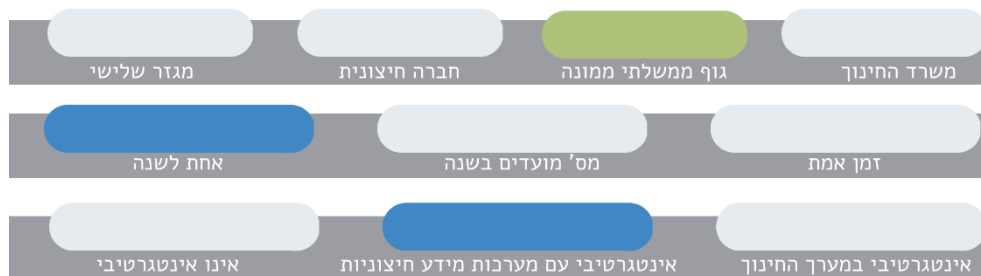 משרד החינוך גוף ממשלתי ממונה חברה חיצונית מגזר שלישי
זמן אמת מס' מועדים בשנה אחת לשנה
אינטגרטיבי במערך החינוך אינטגרטיבי עם מערכות מידע חיצוניות אינו אינטגרטיבי